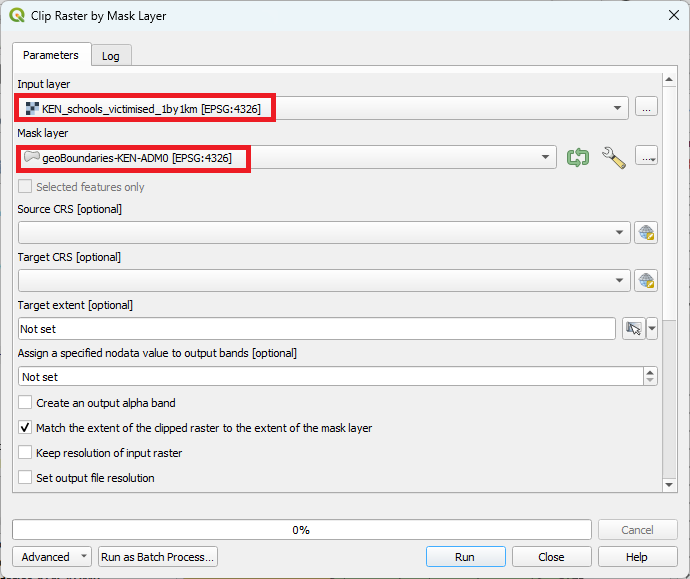 Clip Raster by Mask Layer
Parameters
Log
Input layer
KEN_schools_victimised_1by1km [EPSG:4326]
...
Mask layer
geoBoundaries-KEN-ADM0 [EPSG:4326]
...
Selected features only
Source CRS [optional]
Target CRS [optional]
Target extent [optional]
Not set
Assign a specified nodata value to output bands [optional]
Not set
Create an output alpha band
Match the extent of the clipped raster to the extent of the mask layer
Keep resolution of input raster
Set output file resolution
0%
Cancel
Advanced
Run as Batch Process...
Run
Close
Help